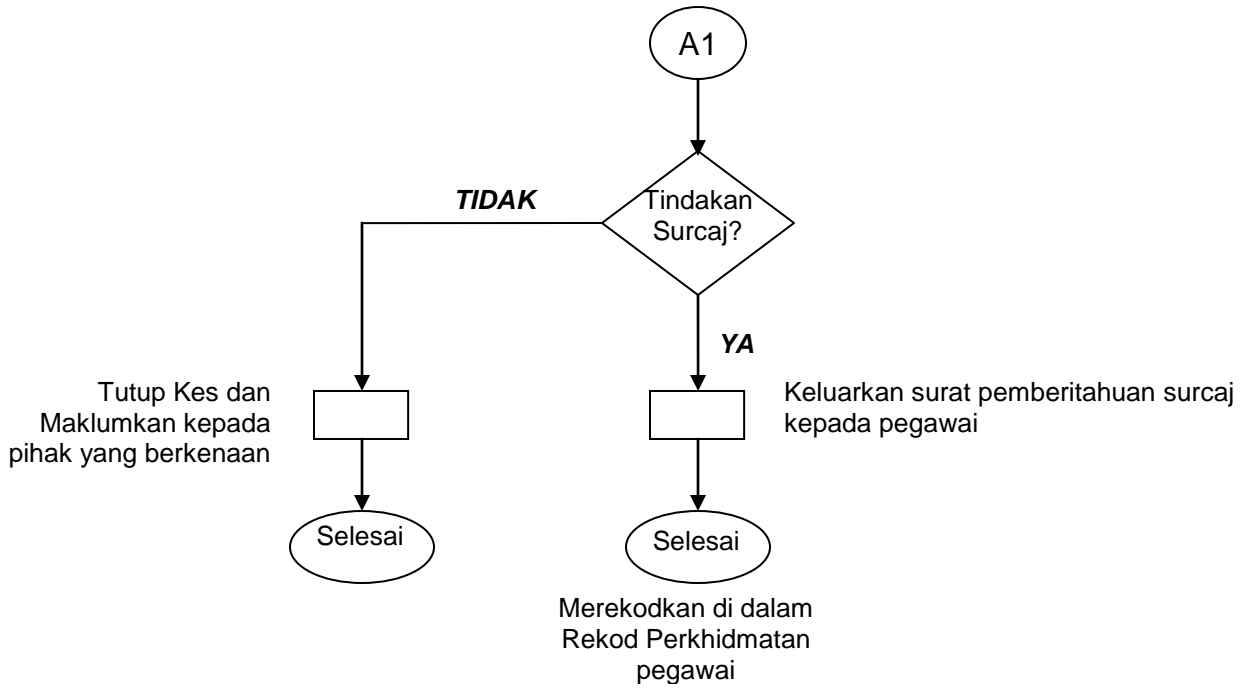 A1
Tindakan
Surcaj?
TIDAK
YA
Tutup Kes dan
Maklumkan kepada
pihak yang berkenaan
Keluarkan surat pemberitahuan surcaj
kepada pegawai
Selesai
Selesai
Merekodkan di dalam
Rekod Perkhidmatan
pegawai